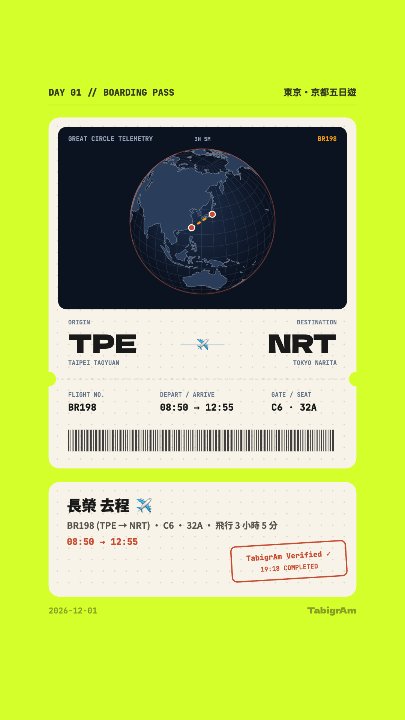 DAY 01 // BOARDING PASS
東京・京都五日遊
GREAT CIRCLE TELEMETRY
3H 5M
BR198
ORIGIN
DESTINATION
TPE ✈️ NRT
TAIPEI TAOYUAN
TOKYO NARITA
FLIGHT NO.
DEPART / ARRIVE
GATE / SEAT
BR198
08:50 → 12:55
C6 · 32A
長榮 去程 ✈️
BR198 (TPE → NRT) • C6 • 32A • 飛行 3 小時 5 分
08:50 → 12:55
TabigrAm Verified ✓
19:18 COMPLETED
2026-12-01
TabigrAm